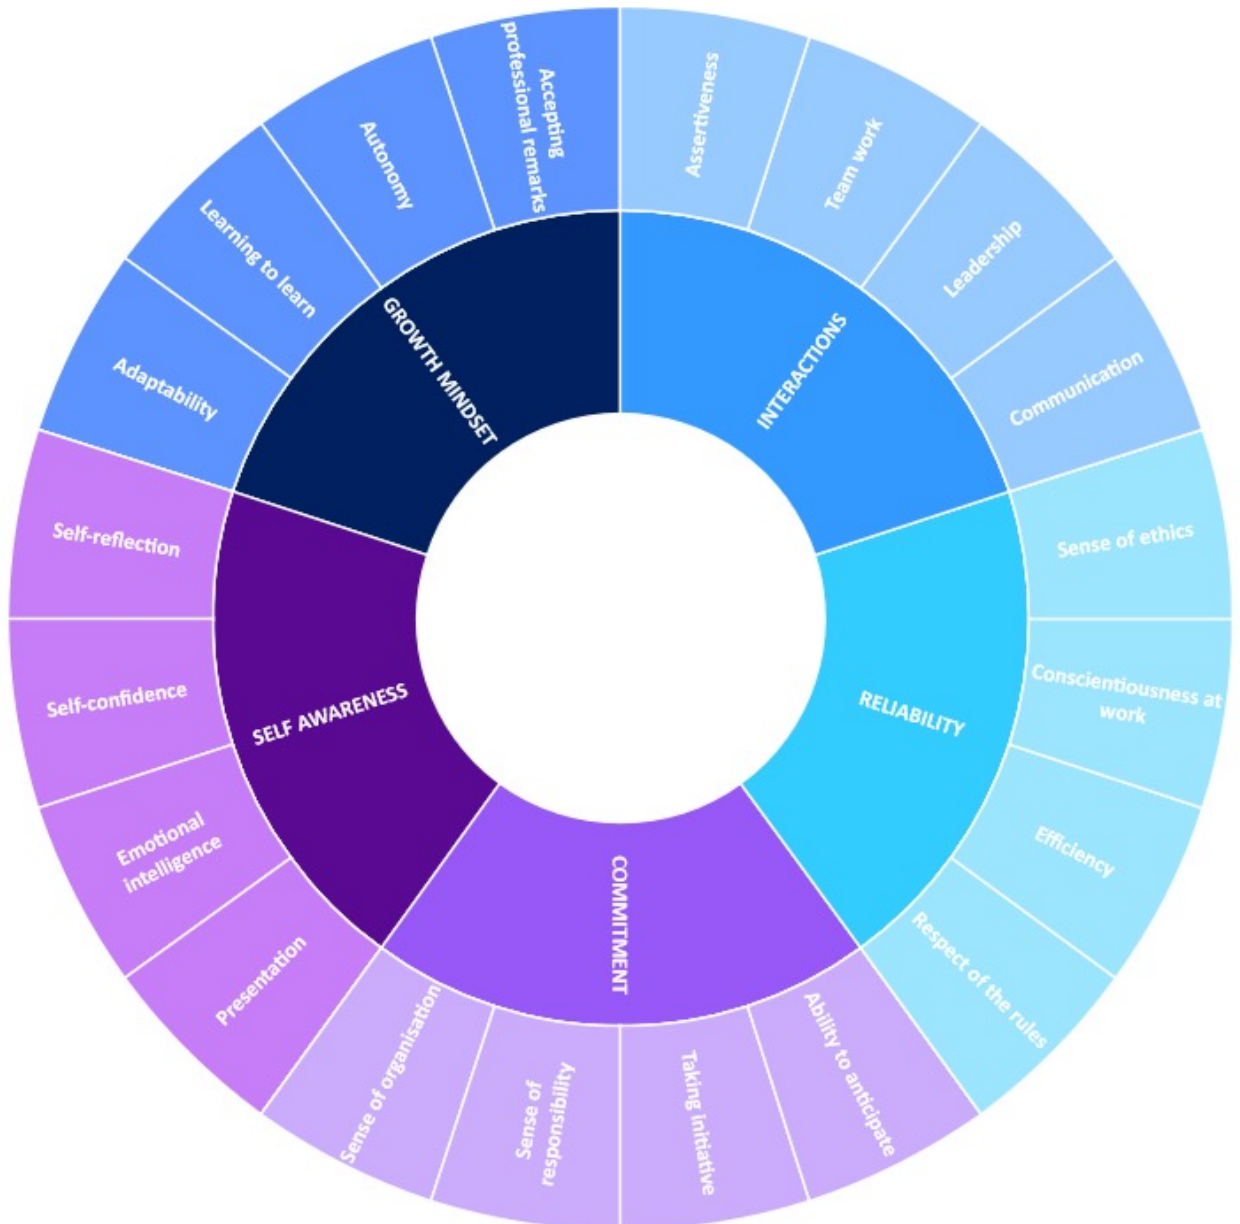 INTERACTIONS
Assertiveness
Team work
Leadership
Communication
RELIABILITY
Sense of ethics
Conscientiousness at
work
Efficiency
Respect of the rules
COMMITMENT
Ability to anticipate
Taking initiative
Sense of
responsibility
Sense of organisation
SELF AWARENESS
Presentation
Emotional
intelligence
Self-confidence
Self-reflection
GROWTH MINDSET
Adaptability
Learning to learn
Autonomy
Accepting
professional remarks